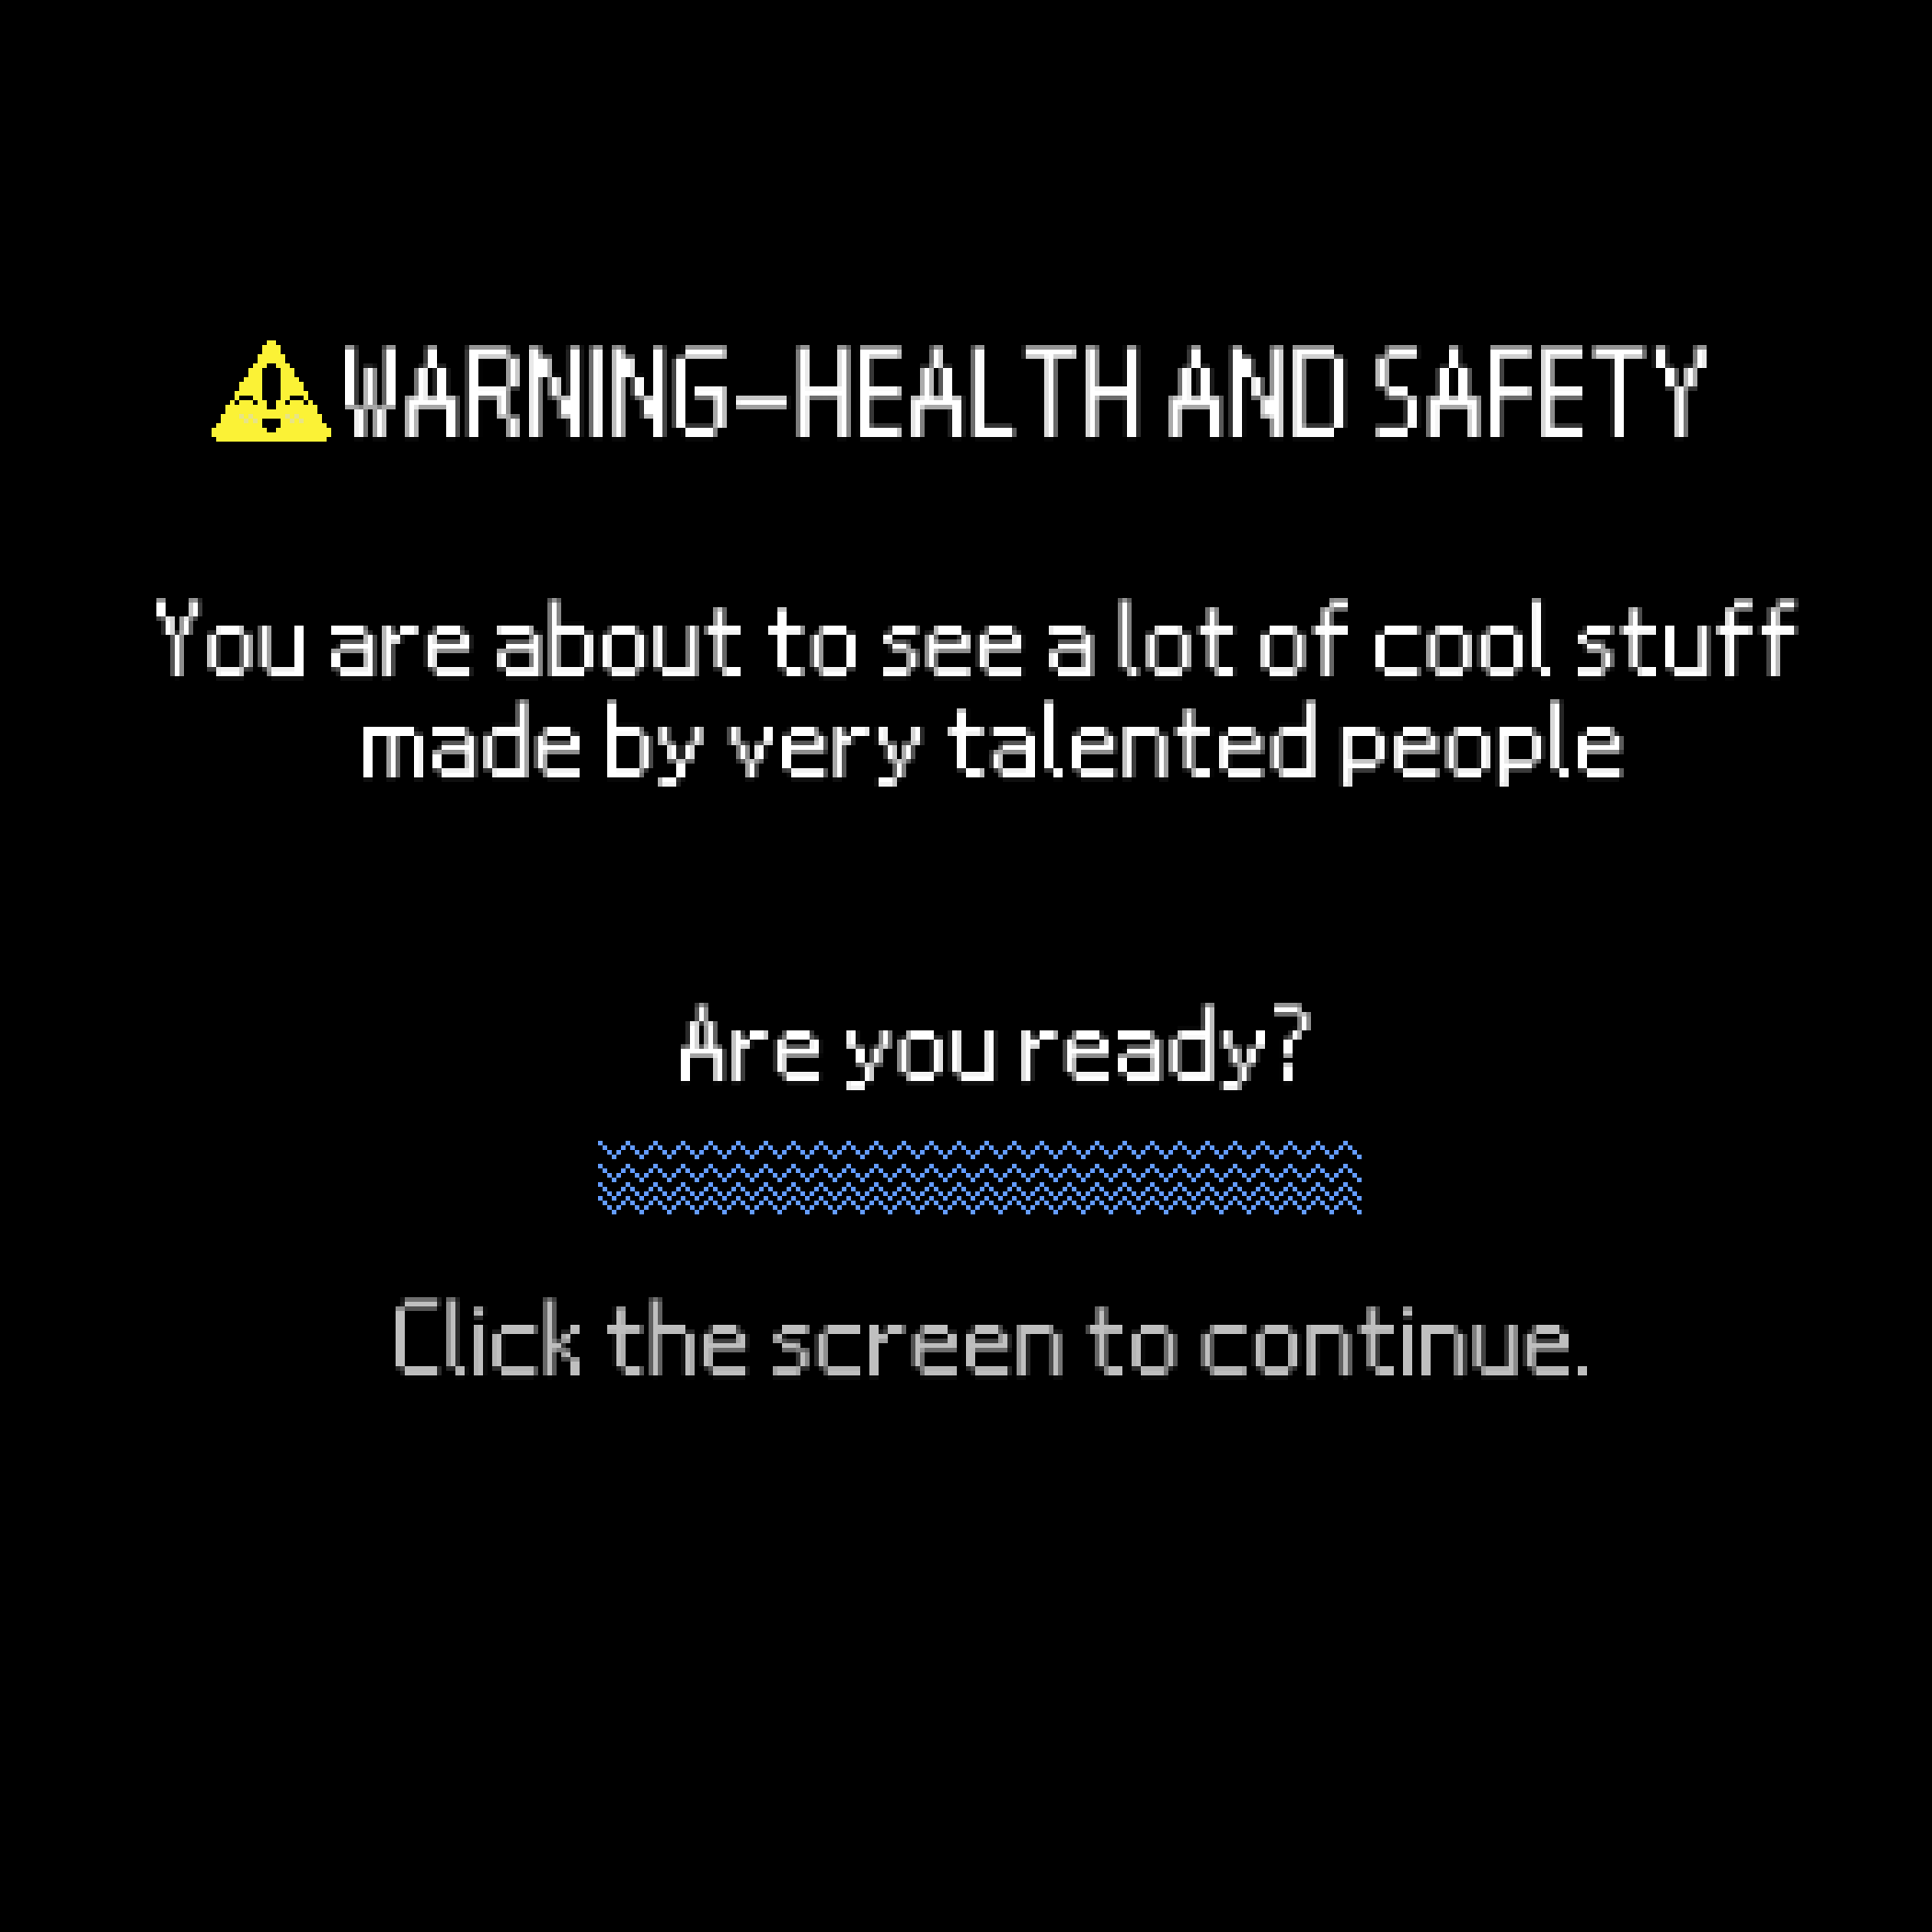 WARNING-HEALTH AND SAFETY
You are about to see a lot of cool stuff
made by very talented people
Are you ready?
Click the screen to continue.